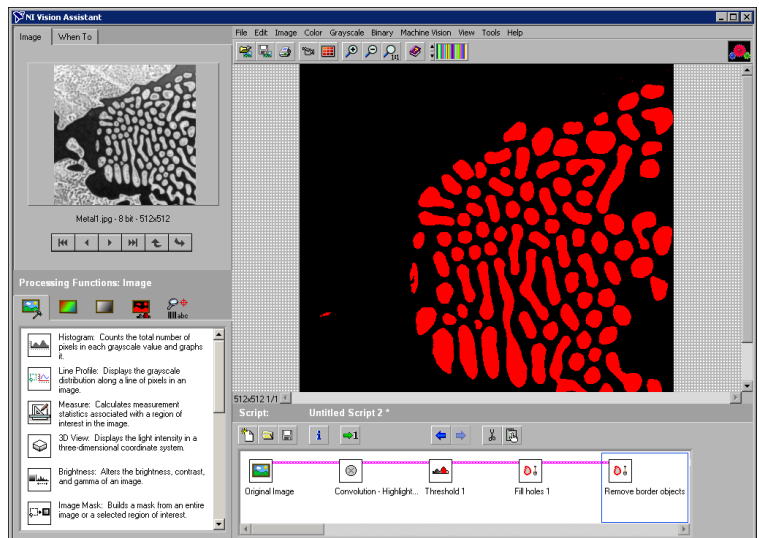 NI Vision Assistant
Image
When To
File Edit Image Color Grayscale Binary Machine Vision View Tools Help
1:1
Metal1.jpg - 8 bit - 512x512
Processing Functions: Image
abc
Histogram: Counts the total number of
pixels in each grayscale value and graphs
it.
Line Profile: Displays the grayscale
distribution along a line of pixels in an
image.
Measure: Calculates measurement
statistics associated with a region of
interest in the image.
3D View: Displays the light intensity in a
three-dimensional coordinate system.
Brightness: Alters the brightness, contrast,
and gamma of an image.
Image Mask: Builds a mask from an entire
image or a selected region of interest.
512x512 1/1
Script: Untitled Script 2 *
1
Original Image
Convolution - Highlight...
Threshold 1
Fill holes 1
Remove border objects